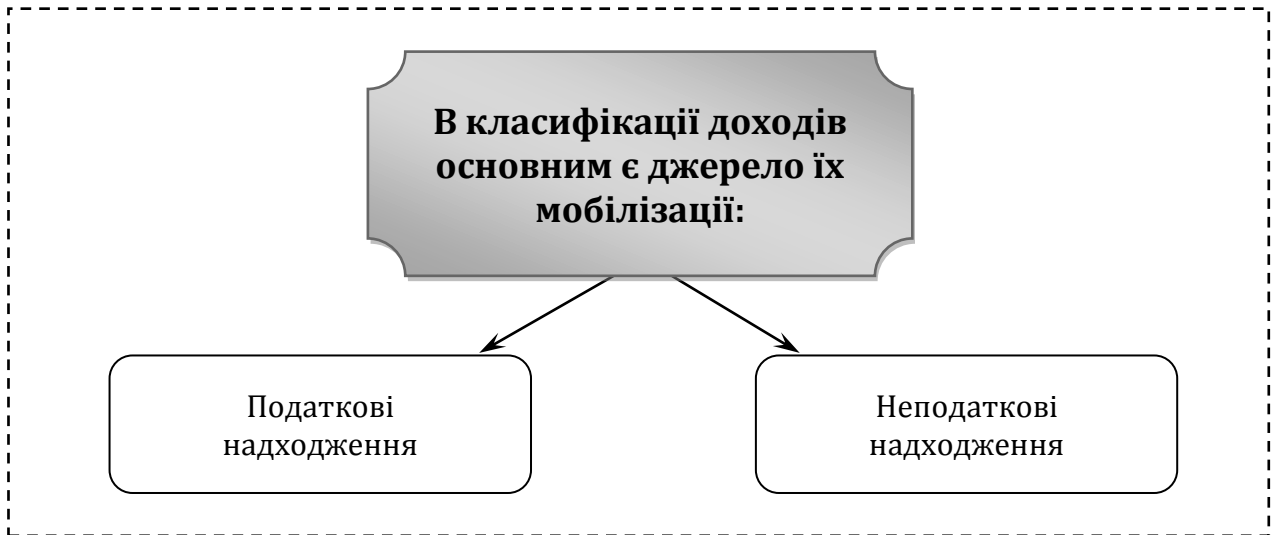 В класифікації доходів
основним є джерело їх
мобілізації:
Податкові
надходження
Неподаткові
надходження